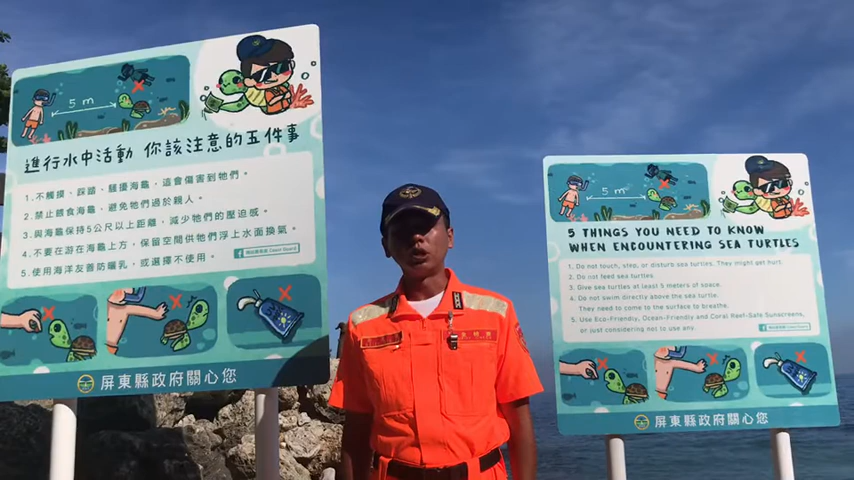 5 m
進行水中活動 你該注意的五件事
1.不觸摸、踩踏、騷擾海龜，這會傷害到牠們。
2.禁止餵食海龜，避免牠們過於親人。
3.與海龜保持5公尺以上距離，減少牠們的壓迫感。
4.不要在游在海龜上方，保留空間供牠們浮上水面換氣。
5.使用海洋友善防曬乳，或選擇不使用。
屏東縣政府關心您
5 m
5 THINGS YOU NEED TO KNOW
WHEN ENCOUNTERING SEA TURTLES
1. Do not touch, step, or disturb sea turtles. They might get hurt.
2. Do not feed sea turtles.
3. Give sea turtles at least 5 meters of space.
4. Do not swim directly above the sea turtle.
They need to come to the surface to breathe.
5. Use Eco-Friendly, Ocean-Friendly and Coral Reef-Safe Sunscreens,
or just considering not to use any.
屏東縣政府關心您